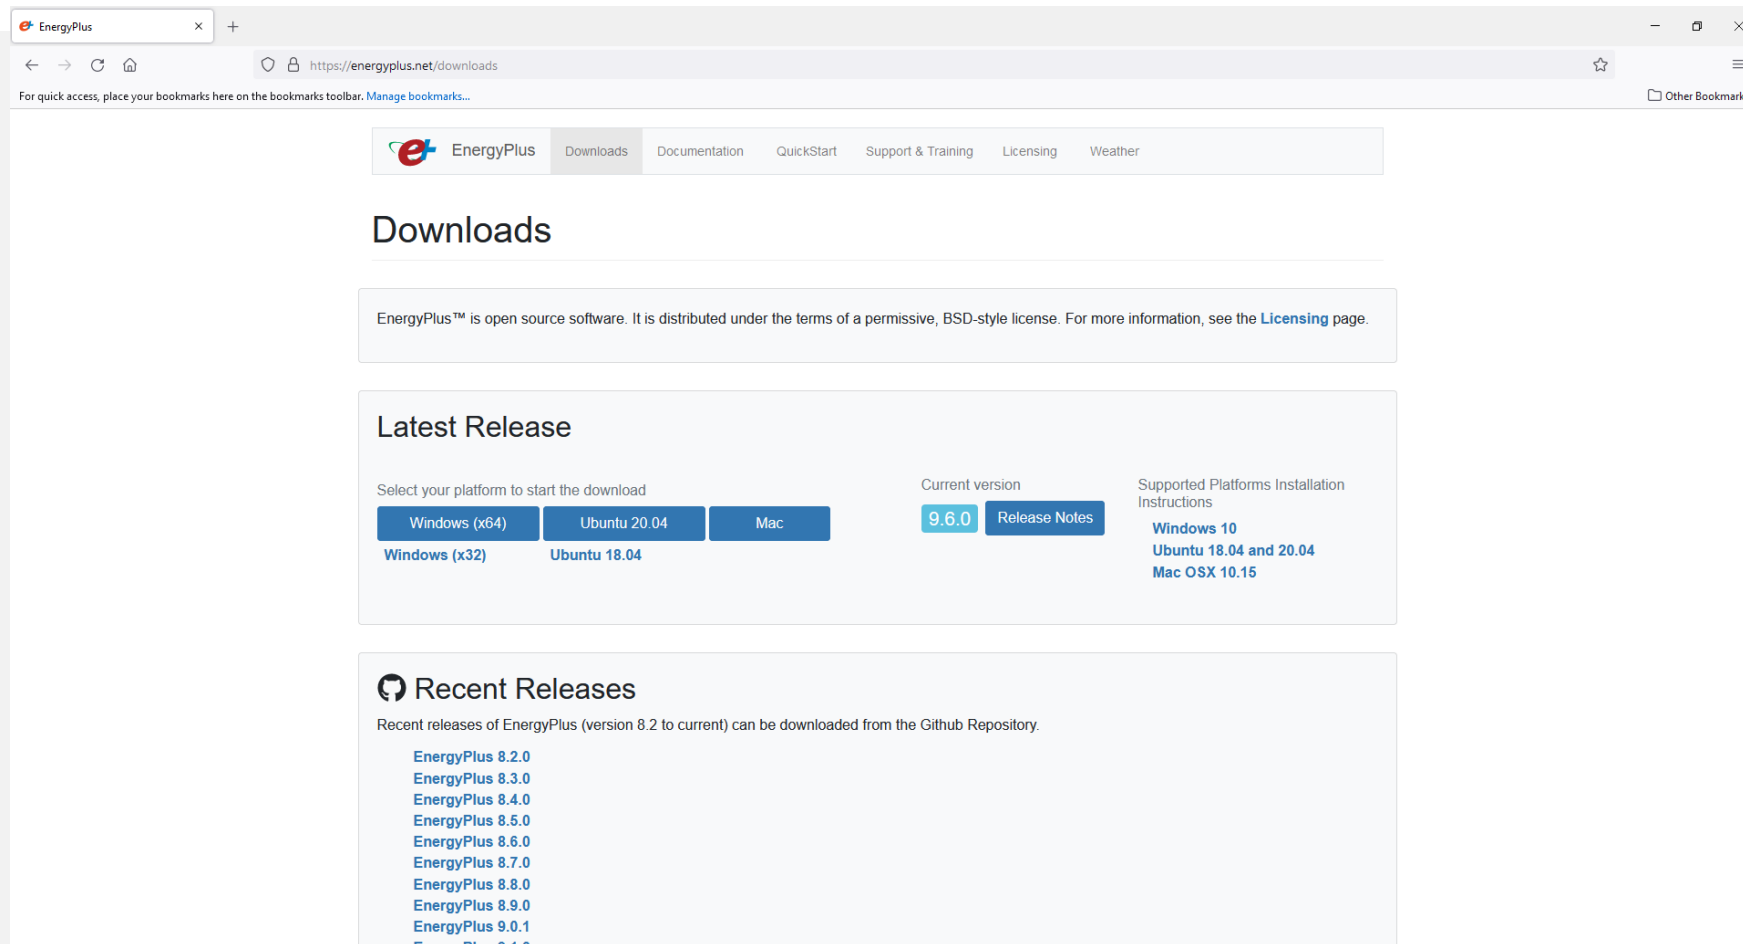 EnergyPlus
https://energyplus.net/downloads
For quick access, place your bookmarks here on the bookmarks toolbar. Manage bookmarks...
Other Bookmark
e+ EnergyPlus Downloads Documentation QuickStart Support & Training Licensing Weather
Downloads
EnergyPlus™ is open source software. It is distributed under the terms of a permissive, BSD-style license. For more information, see the Licensing page.
Latest Release
Select your platform to start the download
Windows (x64) Ubuntu 20.04 Mac
Windows (x32) Ubuntu 18.04
Current version
9.6.0 Release Notes
Supported Platforms Installation
Instructions
Windows 10
Ubuntu 18.04 and 20.04
Mac OSX 10.15
Recent Releases
Recent releases of EnergyPlus (version 8.2 to current) can be downloaded from the Github Repository.
EnergyPlus 8.2.0
EnergyPlus 8.3.0
EnergyPlus 8.4.0
EnergyPlus 8.5.0
EnergyPlus 8.6.0
EnergyPlus 8.7.0
EnergyPlus 8.8.0
EnergyPlus 8.9.0
EnergyPlus 9.0.1